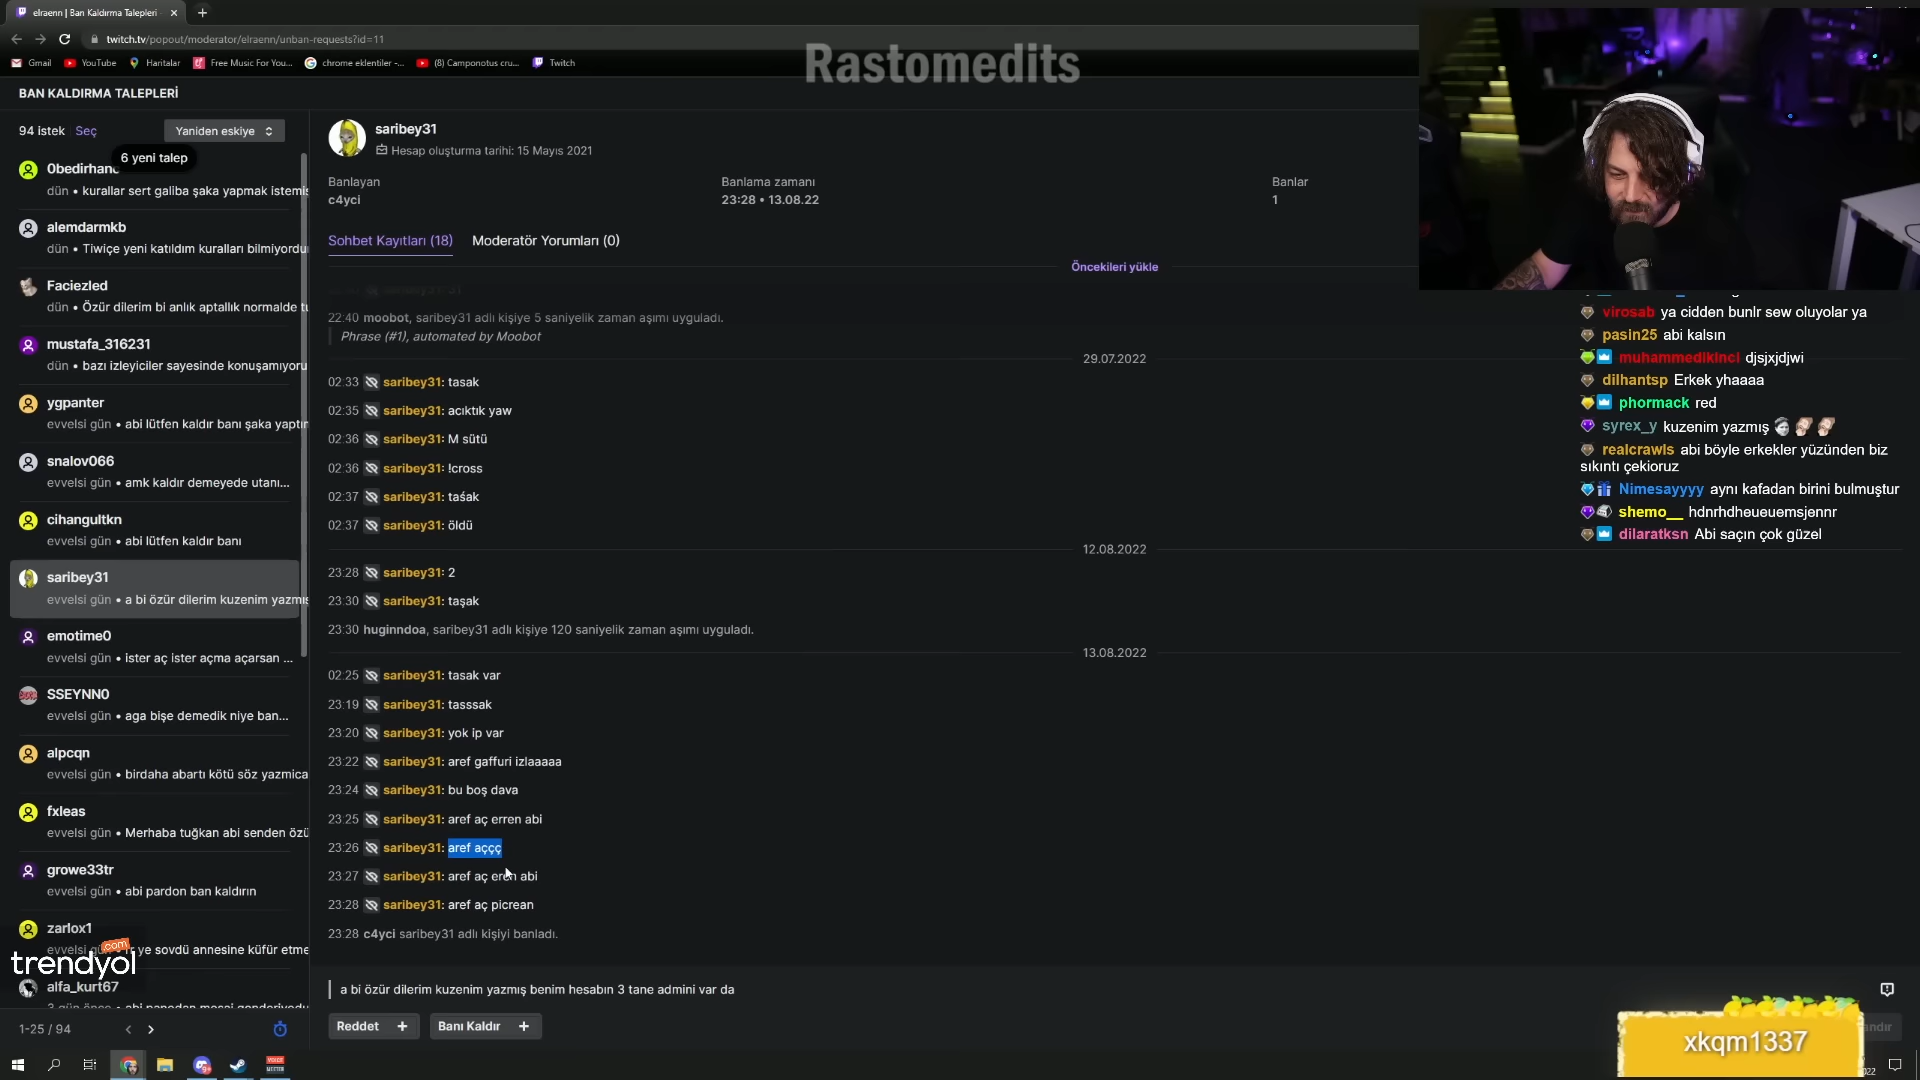 elraenn | Ban Kaldırma Talepleri
twitch.tv/popout/moderator/elraenn/unban-requests?id=11
Gmail
YouTube
Haritalar
Free Music For You...
chrome eklentiler -...
(8) Camponotus cru...
Twitch
Rastomedits
BAN KALDIRMA TALEPLERİ
94 istek Seç
Yaniden eskiye
6 yeni talep
dün • kurallar sert galiba şaka yapmak istemiş
alemdarmkb
dün • Tiwiçe yeni katıldım kuralları bilmiyordu
Faciezled
dün • Özür dilerim bi anlık aptallık normalde tu
mustafa_316231
dün • bazı izleyiciler sayesinde konuşamıyoru
ygpanter
evvelsi gün • abi lütfen kaldır banı şaka yaptın
snalov066
evvelsi gün • amk kaldır demeyede utanı...
cihangultkn
evvelsi gün • abi lütfen kaldır banı
saribey31
evvelsi gün • a bi özür dilerim kuzenim yazmış
emotime0
evvelsi gün • ister aç ister açma açarsan ...
SSEYNN0
evvelsi gün • aga bişe demedik niye ban...
alpcqn
evvelsi gün • birdaha abartı kötü söz yazmica
fxleas
evvelsi gün • Merhaba tuğkan abi senden özü
growe33tr
evvelsi gün • abi pardon ban kaldırın
zarlox1
ye sovdü annesine küfür etme
trendyol
.com
alfa_kurt67
1-25 / 94
saribey31
Hesap oluşturma tarihi: 15 Mayıs 2021
Banlayan
c4yci
Banlama zamanı
23:28 • 13.08.22
Banlar
1
Sohbet Kayıtları (18)
Moderatör Yorumları (0)
Öncekileri yükle
22:40 moobot, saribey31 adlı kişiye 5 saniyelik zaman aşımı uyguladı.
Phrase (#1), automated by Moobot
29.07.2022
02:33 saribey31: tasak
02:35 saribey31: acıktık yaw
02:36 saribey31: M sütü
02:36 saribey31: !cross
02:37 saribey31: taśak
02:37 saribey31: öldü
12.08.2022
23:28 saribey31: 2
23:30 saribey31: taşak
23:30 huginndoa, saribey31 adlı kişiye 120 saniyelik zaman aşımı uyguladı.
13.08.2022
02:25 saribey31: tasak var
23:19 saribey31: tasssak
23:20 saribey31: yok ip var
23:22 saribey31: aref gaffuri izlaaaaa
23:24 saribey31: bu boş dava
23:25 saribey31: aref aç erren abi
23:26 saribey31: aref aççç
23:27 saribey31: aref aç eren abi
23:28 saribey31: aref aç picrean
23:28 c4yci saribey31 adlı kişiyi banladı.
a bi özür dilerim kuzenim yazmış benim hesabın 3 tane admini var da
Reddet +
Banı Kaldır +
virosab ya cidden bunlr sew oluyolar ya
pasin25 abi kalsın
muhammedikinci djsjxjdjwi
dilhantsp Erkek yhaaaa
phormack red
syrex_y kuzenim yazmış
realcrawls abi böyle erkekler yüzünden biz
sıkıntı çekioruz
Nimesayyyy aynı kafadan birini bulmuştur
shemo__ hdnrhdheueuemsjennr
dilaratksn Abi saçın çok güzel
xkqm1337